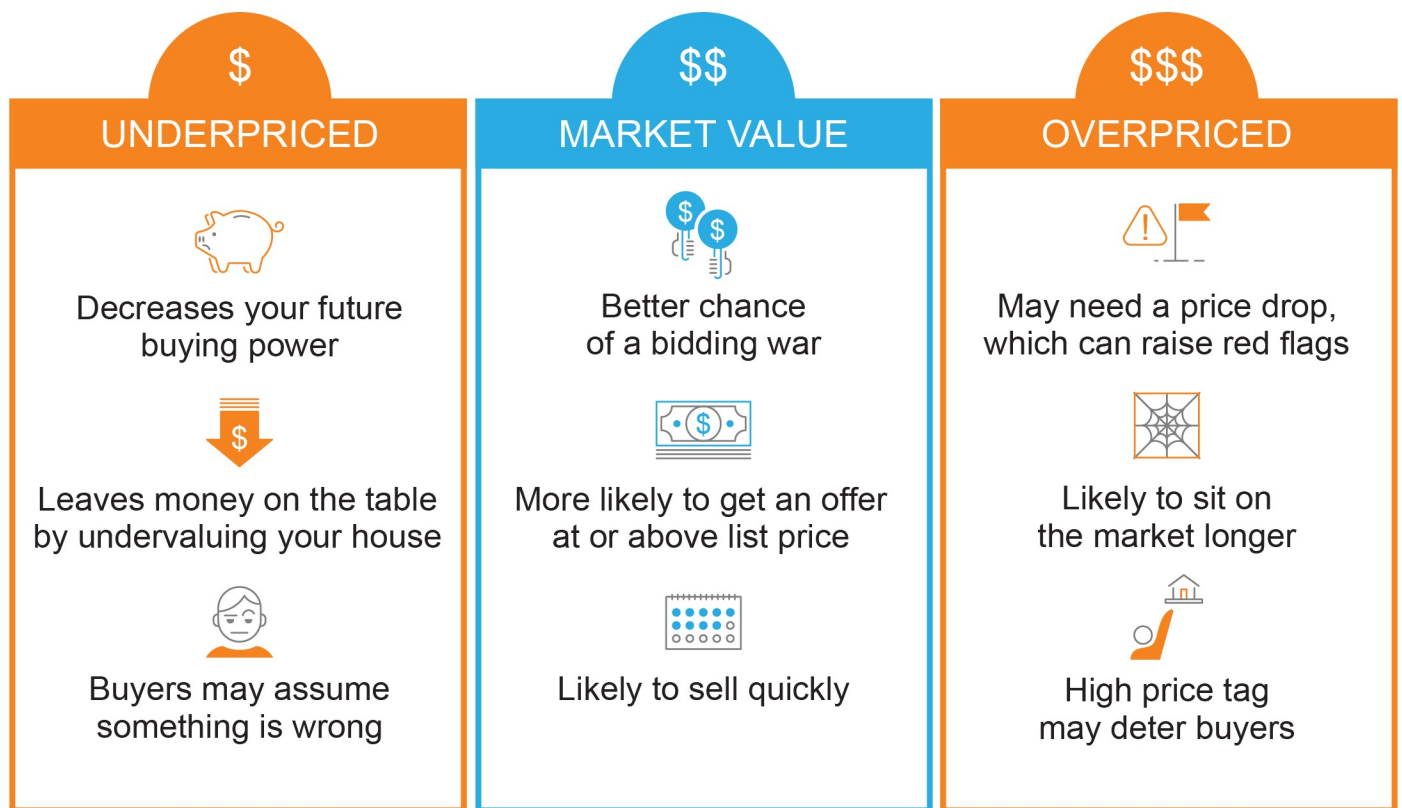 $
UNDERPRICED
Decreases your future
buying power
$
Leaves money on the table
by undervaluing your house
Buyers may assume
something is wrong
$$
MARKET VALUE
$
$
Better chance
of a bidding war
$
More likely to get an offer
at or above list price
Likely to sell quickly
$$$
OVERPRICED
!
May need a price drop,
which can raise red flags
Likely to sit on
the market longer
High price tag
may deter buyers